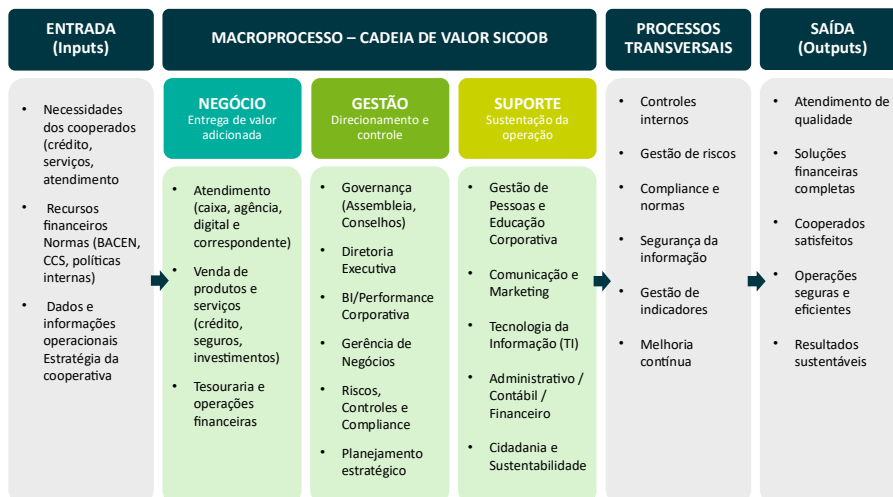 ENTRADA
(Inputs)
MACROPROCESSO – CADEIA DE VALOR SICOOB
PROCESSOS
TRANSVERSAIS
SAÍDA
(Outputs)
• Necessidades
dos cooperados
(crédito,
serviços,
atendimento
• Recursos
financeiros
Normas (BACEN,
CCS, políticas
internas)
• Dados e
informações
operacionais
Estratégia da
cooperativa
NEGÓCIO
Entrega de valor
adicionada
• Atendimento
(caixa, agência,
digital e
correspondente)
• Venda de
produtos e
serviços
(crédito,
seguros,
investimentos)
• Tesouraria e
operações
financeiras
GESTÃO
Direcionamento e
controle
• Governança
(Assembleia,
Conselhos)
• Diretoria
Executiva
• BI/Performance
Corporativa
• Gerência de
Negócios
• Riscos,
Controles e
Compliance
• Planejamento
estratégico
SUPORTE
Sustentação da
operação
• Gestão de
Pessoas e
Educação
Corporativa
• Comunicação e
Marketing
• Tecnologia da
Informação (TI)
• Administrativo /
Contábil /
Financeiro
• Cidadania e
Sustentabilidade
• Controles
internos
• Gestão de riscos
• Compliance e
normas
• Segurança da
informação
• Gestão de
indicadores
• Melhoria
contínua
• Atendimento de
qualidade
• Soluções
financeiras
completas
• Cooperados
satisfeitos
• Operações
seguras e
eficientes
• Resultados
sustentáveis